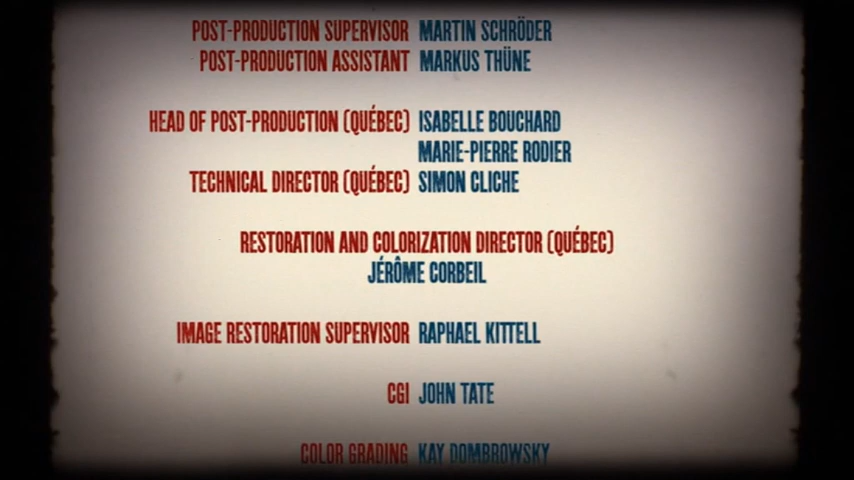 POST-PRODUCTION SUPERVISOR MARTIN SCHRÖDER
POST-PRODUCTION ASSISTANT MARKUS THÜNE
HEAD OF POST-PRODUCTION (QUÉBEC) ISABELLE BOUCHARD
MARIE-PIERRE RODIER
TECHNICAL DIRECTOR (QUÉBEC) SIMON CLICHE
RESTORATION AND COLORIZATION DIRECTOR (QUÉBEC)
JÉRÔME CORBEIL
IMAGE RESTORATION SUPERVISOR RAPHAEL KITTELL
CGI JOHN TATE
COLOR GRADING KAY DOMBROWSKY